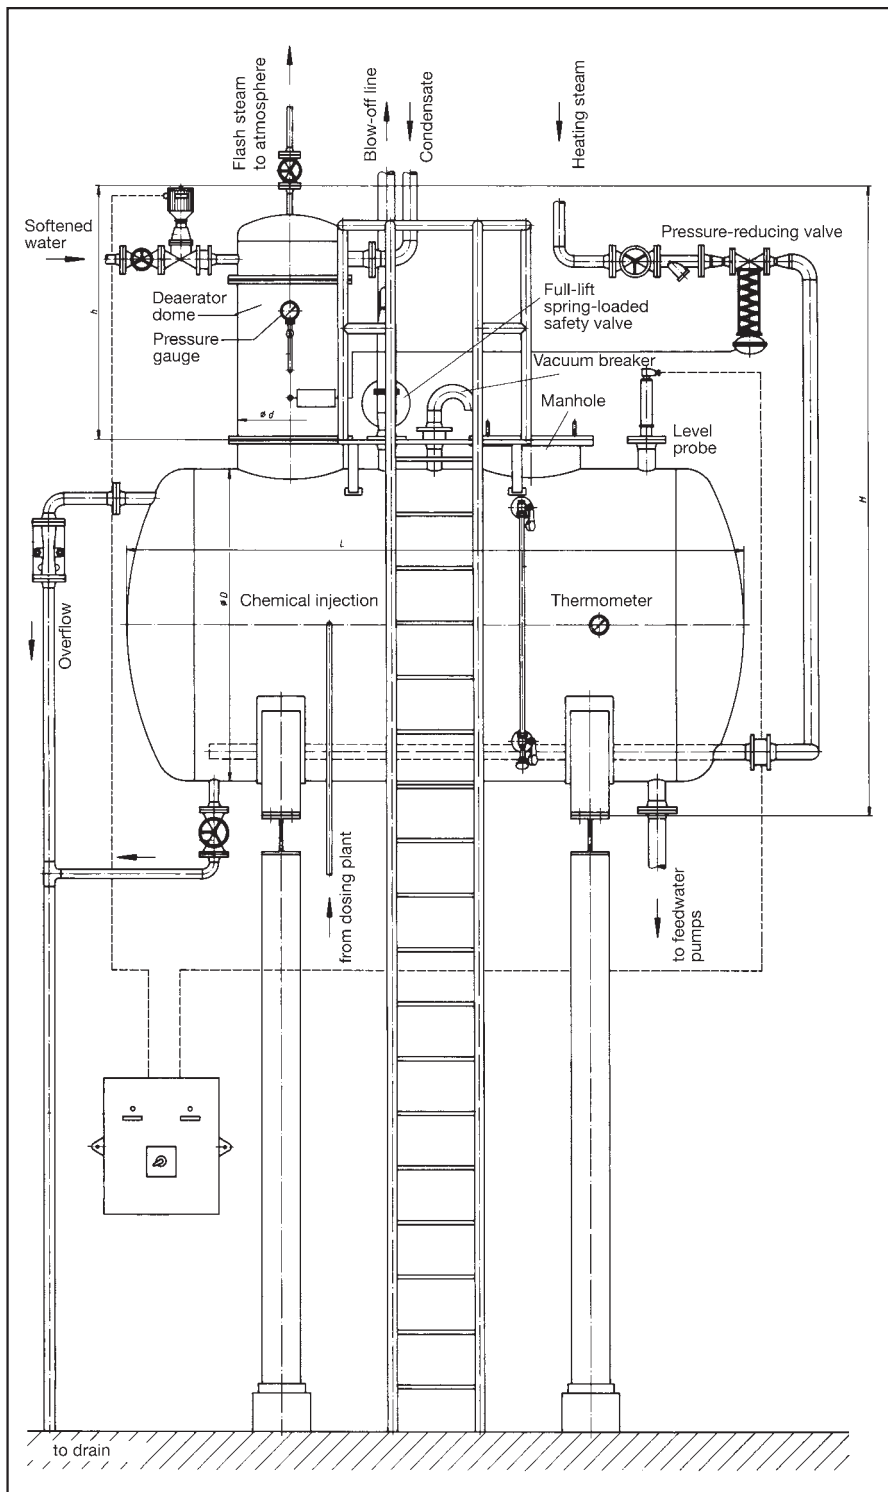 Flash steam
to atmosphere
Blow-off line
Condensate
Heating steam
Softened
water
Pressure-reducing valve
Deaerator
dome
Pressure
gauge
Full-lift
spring-loaded
safety valve
Vacuum breaker
Manhole
Level
probe
h
ø d
H
L
ø D
Chemical injection
Thermometer
Overflow
from dosing plant
to feedwater
pumps
to drain